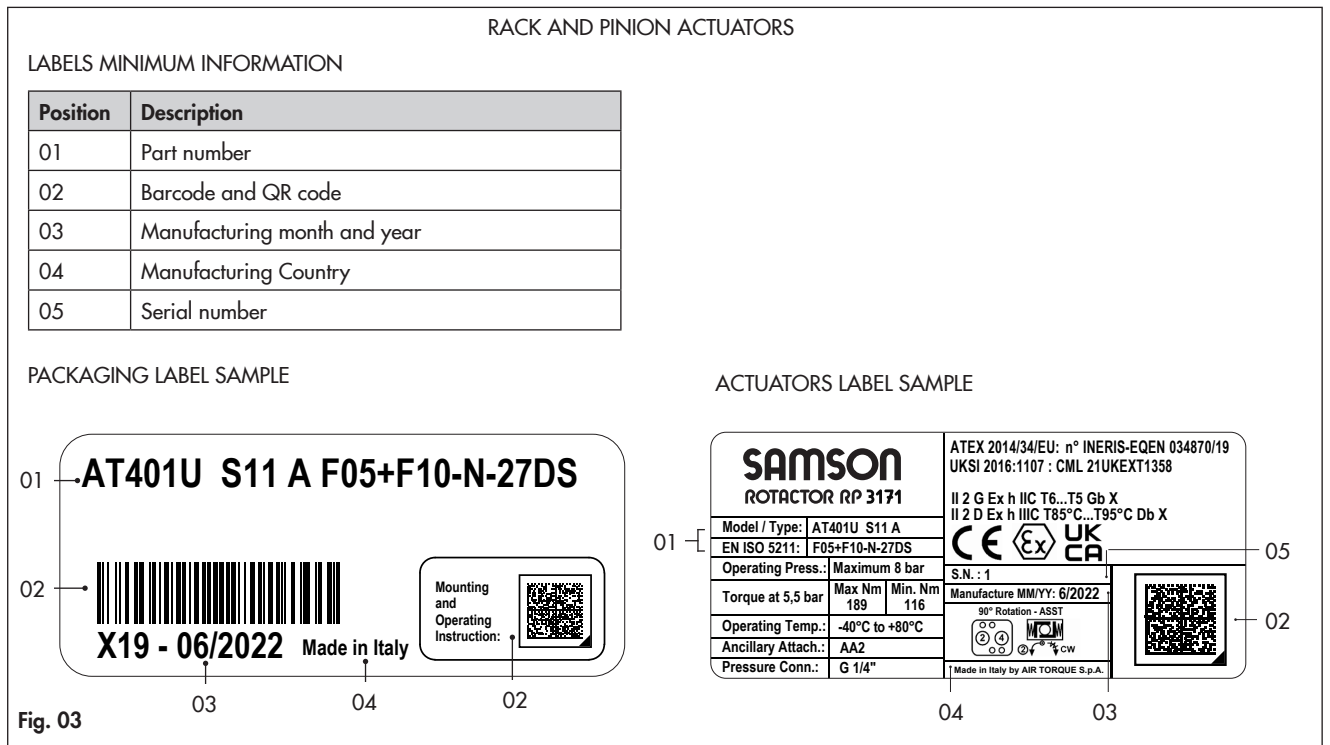 RACK AND PINION ACTUATORS
LABELS MINIMUM INFORMATION
Position Description
01 Part number
02 Barcode and QR code
03 Manufacturing month and year
04 Manufacturing Country
05 Serial number
PACKAGING LABEL SAMPLE
01
AT401U S11 A F05+F10-N-27DS
02
X19 - 06/2022 Made in Italy
Mounting
and
Operating
Instruction:
03 04 02
Fig. 03
ACTUATORS LABEL SAMPLE
SAMSON
ROTACTOR RP 3171
01
Model / Type: AT401U S11 A
EN ISO 5211: F05+F10-N-27DS
Operating Press.: Maximum 8 bar
Torque at 5,5 bar Max Nm 189 Min. Nm 116
Operating Temp.: -40°C to +80°C
Ancillary Attach.: AA2
Pressure Conn.: G 1/4"
ATEX 2014/34/EU: n° INERIS-EQEN 034870/19
UKSI 2016:1107 : CML 21UKEXT1358
II 2 G Ex h IIC T6...T5 Gb X
II 2 D Ex h IIIC T85°C...T95°C Db X
CE Ex UK CA
S.N. : 1
Manufacture MM/YY: 6/2022
90° Rotation - ASST
2 4
2 CW
Made in Italy by AIR TORQUE S.p.A.
05
02
04 03